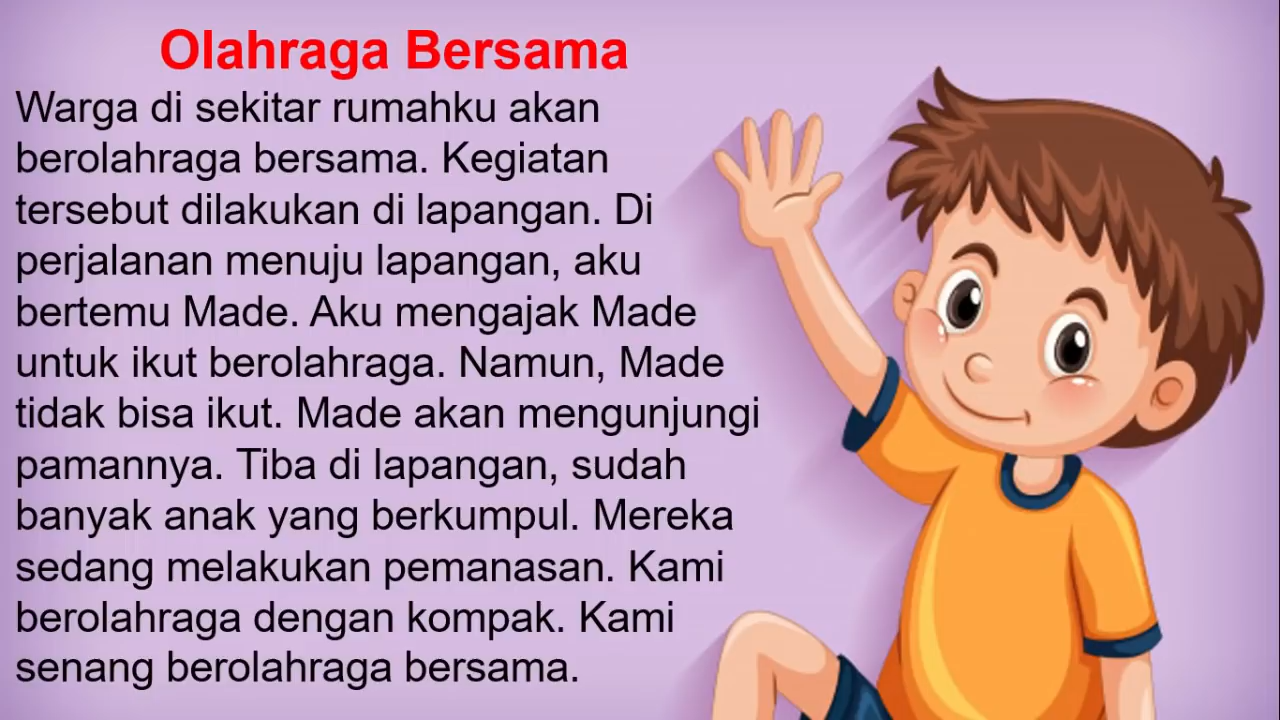 Olahraga Bersama
Warga di sekitar rumahku akan
berolahraga bersama. Kegiatan
tersebut dilakukan di lapangan. Di
perjalanan menuju lapangan, aku
bertemu Made. Aku mengajak Made
untuk ikut berolahraga. Namun, Made
tidak bisa ikut. Made akan mengunjungi
pamannya. Tiba di lapangan, sudah
banyak anak yang berkumpul. Mereka
sedang melakukan pemanasan. Kami
berolahraga dengan kompak. Kami
senang berolahraga bersama.